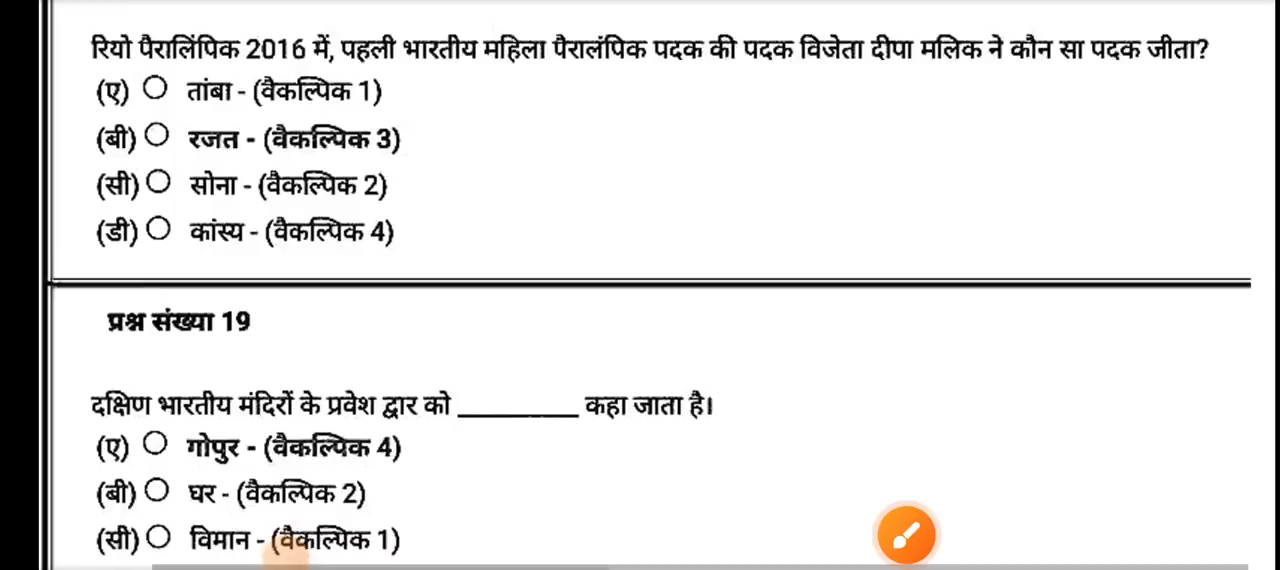 रियो पैरालिंपिक 2016 में, पहली भारतीय महिला पैरालंपिक पदक की पदक विजेता दीपा मलिक ने कौन सा पदक जीता?
(ए) तांबा - (वैकल्पिक 1)
(बी) रजत - (वैकल्पिक 3)
(सी) सोना - (वैकल्पिक 2)
(डी) कांस्य - (वैकल्पिक 4)
प्रश्न संख्या 19
दक्षिण भारतीय मंदिरों के प्रवेश द्वार को _________ कहा जाता है।
(ए) गोपुर - (वैकल्पिक 4)
(बी) घर - (वैकल्पिक 2)
(सी) विमान - (वैकल्पिक 1)